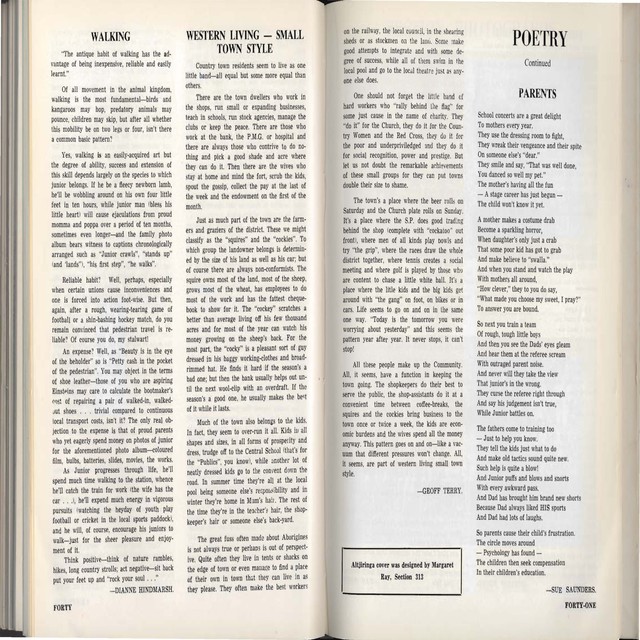 WALKING
"The antique habit of walking has the ad-
vantage of being inexpensive, reliable and easily
learnt."
Of all movement in the animal kingdom,
walking is the most fundamental—birds and
kangaroos may hop, predatory animals may
pounce, children may skip, but after all whether
this mobility be on two legs or four, isn't there
a common basic pattern?
Yes, walking is an easily-acquired art but
the degree of ability, success and extension of
this skill depends largely on the species to which
junior belongs. If he be a fleecy newborn lamb,
he'll be wobbling around on his own four little
feet in ten hours, while junior man (bless his
little heart) will cause ejaculations from proud
momma and poppa over a period of ten months,
sometimes even longer—and the family photo
album bears witness to captions chronologically
arranged such as "Junior crawls", "stands up"
(and 'lands'), "his first step", "he walks".
Reliable habit? Well, perhaps, especially
when certain unions cause inconveniences and
one is forced into action foot-wise. But then,
again, after a rough, wearing-tearing game of
football or a shin-bashing hockey match, do you
remain convinced that pedestrian travel is re-
liable? Of course you do, my stalwart!
An expense? Well, as "Beauty is in the eye
of the beholder" so is "Petty cash in the pocket
of the pedestrian". You may object in the terms
of shoe leather—those of you who are aspiring
Einsteins may care to calculate the bootmaker's
cost of repairing a pair of walked-in, walked-
out shoes . . . trivial compared to continuous
local transport costs, isn't it? The only real ob-
jection to the expense is that of proud parents
who yet eagerly spend money on photos of junior
for the aforementioned photo album—coloured
film, bulbs, batteries, slides, movies, the works.
As Junior progresses through life, he'll
spend much time walking to the station, whence
he'll catch the train for work (the wife has the
car . . .), he'll expend much energy in vigorous
pursuits (watching the heyday of youth play
football or cricket in the local sports paddock),
and he will, of course, encourage his juniors to
walk—just for the sheer pleasure and enjoy-
ment of it.
Think positive—think of nature rambles,
hikes, long country strolls; act negative—sit back
put your feet up and "rock your soul . . ."
—DIANNE HINDMARSH.
FORTY
WESTERN LIVING — SMALL
TOWN STYLE
Country town residents seem to live as one
little band—all equal but some more equal than
others.
There are the town dwellers who work in
the shops, run small or expanding businesses,
teach in schools, run stock agencies, manage the
clubs or keep the peace. There are those who
work at the bank, the P.M.G. or hospital and
there are always those who contrive to do no-
thing and pick a good shade and acre where
they can do it. Then there are the wives who
stay at home and mind the fort, scrub the kids,
spout the gossip, collect the pay at the last of
the week and the endowment on the first of the
month.
Just as much part of the town are the farm-
ers and graziers of the district. These we might
classify as the "squires" and the "cockies". To
which group the landowner belongs is determin-
ed by the size of his land as well as his car; but
of course there are always non-conformists. The
squire owns most of the land, most of the sheep,
grows most of the wheat, has employees to do
most of the work and has the fattest cheque-
book to show for it. The "cockey" scratches a
better than average living off his few thousand
acres and for most of the year can watch his
money growing on the sheep's back. For the
most part, the "cocky" is a pleasant sort of guy
dressed in his baggy working-clothes and broad-
rimmed hat. He finds it hard if the season's a
bad one; but then the bank usually helps out un-
til the next wool-clip with an overdraft. If the
season's a good one, he usually makes the best
of it while it lasts.
Much of the town also belongs to the kids.
In fact, they seem to over-run it all. Kids in all
shapes and sizes, in all forms of prosperity and
dress, trudge off to the Central School (that's for
the "Publics", you know), while another lot of
neatly dressed kids go to the convent down the
road. In summer time they're all at the local
pool being someone else's responsibility and in
winter they're home in Mum's hair. The rest of
the time they're in the teacher's hair, the shop-
keeper's hair or someone else's back-yard.
The great fuss often made about Aborigines
is not always true or perhaps is out of perspect-
ive. Quite often they live in tents or shacks on
the edge of town or even manage to find a place
of their own in town that they can live in as
they please. They often make the best workers
on the railway, the local council, in the shearing
sheds or as stockmen on the land. Some make
good attempts to integrate and with some de-
gree of success, while all of them swim in the
local pool and go to the local theatre just as any-
one else does.
One should not forget the little band of
hard workers who "rally behind the flag" for
some just cause in the name of charity. They
"do it" for the Church, they do it for the Coun-
try Women and the Red Cross, they do it for
the poor and underpriviledged and they do it
for social recognition, power and prestige. But
let us not doubt the remarkable achievements
of these small groups for they can put towns
double their size to shame.
The town's a place where the beer rolls on
Saturday and the Church plate rolls on Sunday.
It's a place where the S.P. does good trading
behind the shop (complete with "cockatoo" out
front), where men of all kinds play bowls and
try "the grip", where the races draw the whole
district together, where tennis creates a social
meeting and where golf is played by those who
are content to chase a little white ball. It's a
place where the little kids and the big kids get
around with "the gang" on foot, on bikes or in
cars. Life seems to go on and on in the same
one way. "Today is the tomorrow you were
worrying about yesterday" and this seems the
pattern year after year. It never stops, it can't
stop!
All these people make up the Community.
All, it seems, have a function in keeping the
town going. The shopkeepers do their best to
serve the public, the shop-assistants do it at a
convenient time between coffee-breaks, the
squires and the cockies bring business to the
town once or twice a week, the kids are econ-
omic burdens and the wives spend all the money
anyway. This pattern goes on and on—like a vac-
uum that different pressures won't change. All,
it seems, are part of western living small town
style.
—GEOFF TERRY.
Altjiringa cover was designed by Margaret
Ray, Section 313
POETRY
Continued
PARENTS
School concerts are a great delight
To mothers every year.
They use the dressing room to fight,
They wreak their vengeance and their spite
On someone else's "dear."
They smile and say, "That was well done,
You danced so well my pet."
The mother's having all the fun
— A stage career has just begun —
The child won't know it yet.
A mother makes a costume drab
Become a sparkling horror,
When daughter's only just a crab
That some poor kid has got to grab
And make believe to "swalla."
And when you stand and watch the play
With mothers all around,
"How clever," they to you do say,
"What made you choose my sweet, I pray?"
To answer you are bound.
So next you train a team
Of rough, tough little boys
And then you see the Dads' eyes gleam
And hear them at the referee scream
With outraged parent noise.
And never will they take the view
That junior's in the wrong.
They curse the referee right through
And say his judgement isn't true,
While Junior battles on.
The fathers come to training too
— Just to help you know.
They tell the kids just what to do
And make old tactics sound quite new.
Such help is quite a blow!
And Junior puffs and blows and snorts
With every awkward pass,
And Dad has brought him brand new shorts
Because Dad always liked HIS sports
And Dad had lots of laughs.
So parents cause their child's frustration.
The circle moves around
— Psychology has found —
The children then seek compensation
In their children's education.
—SUE SAUNDERS.
FORTY-ONE